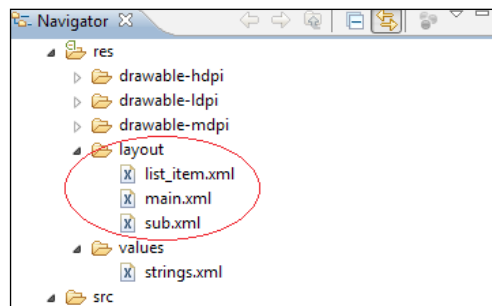 Navigator
res
drawable-hdpi
drawable-ldpi
drawable-mdpi
layout
list_item.xml
main.xml
sub.xml
values
strings.xml
src